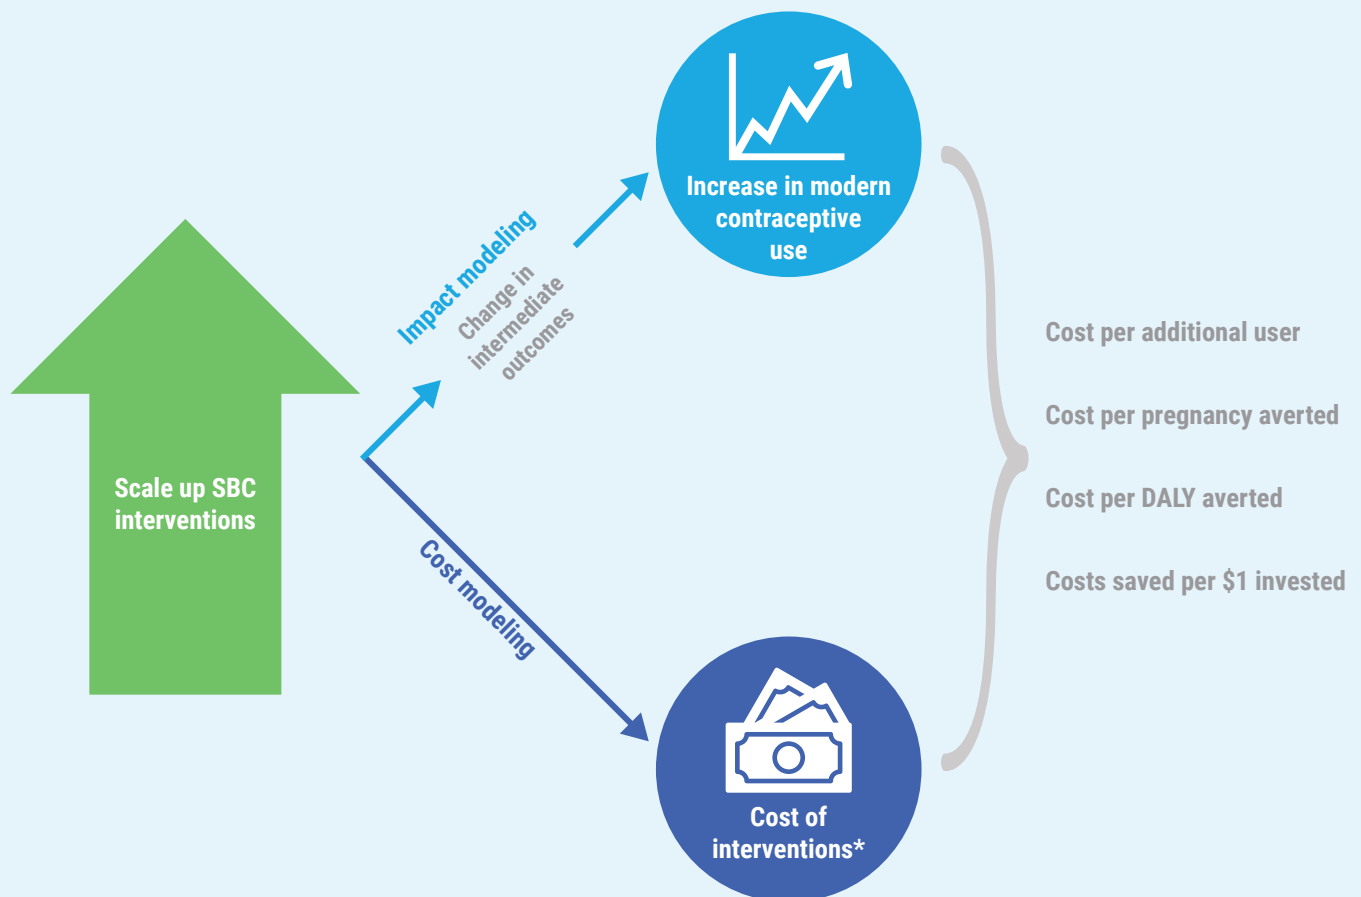 Scale up SBC
interventions
Impact modeling
Change in
intermediate
outcomes
Increase in modern
contraceptive
use
Cost modeling
Cost of
interventions*
Cost per additional user
Cost per pregnancy averted
Cost per DALY averted
Costs saved per $1 invested